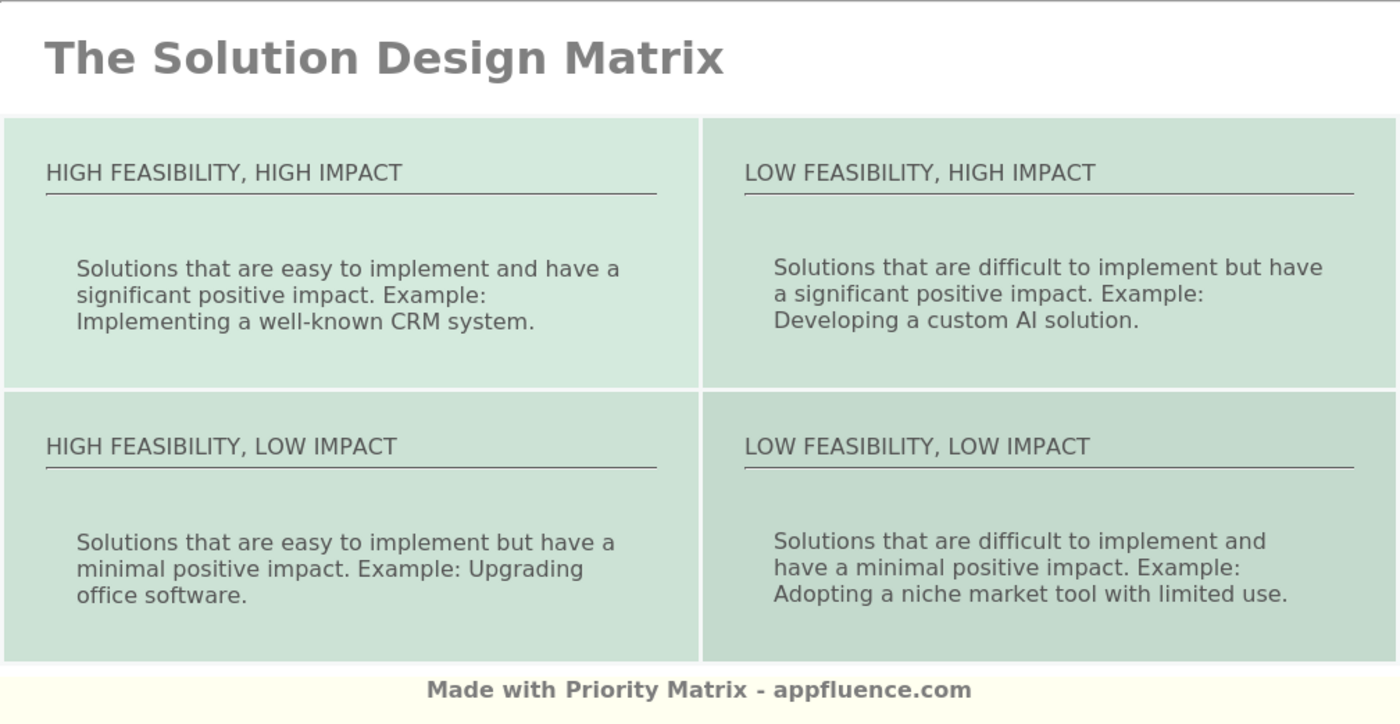 The Solution Design Matrix
HIGH FEASIBILITY, HIGH IMPACT
Solutions that are easy to implement and have a
significant positive impact. Example:
Implementing a well-known CRM system.
LOW FEASIBILITY, HIGH IMPACT
Solutions that are difficult to implement but have
a significant positive impact. Example:
Developing a custom AI solution.
HIGH FEASIBILITY, LOW IMPACT
Solutions that are easy to implement but have a
minimal positive impact. Example: Upgrading
office software.
LOW FEASIBILITY, LOW IMPACT
Solutions that are difficult to implement and
have a minimal positive impact. Example:
Adopting a niche market tool with limited use.
Made with Priority Matrix - appfluence.com